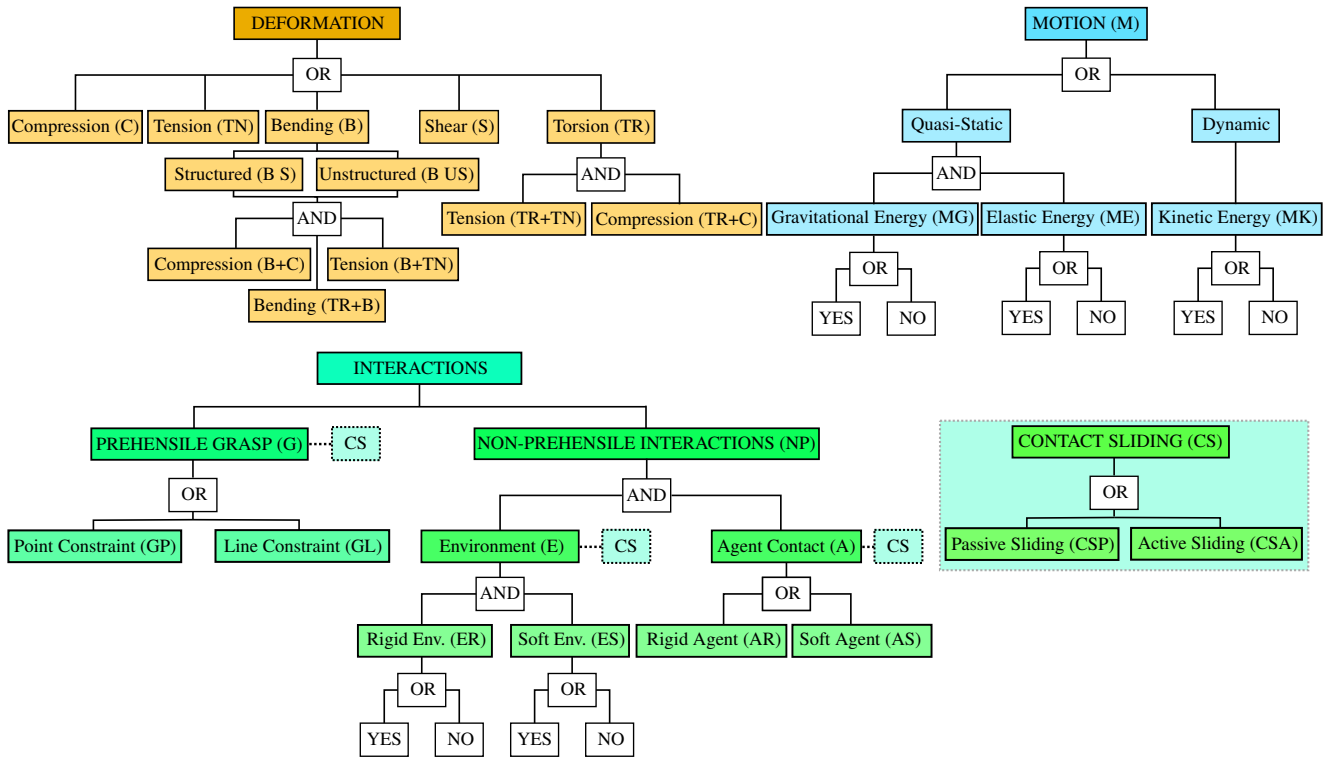 DEFORMATION
OR
Compression (C)
Tension (TN)
Bending (B)
Shear (S)
Torsion (TR)
Structured (B S)
Unstructured (B US)
AND
AND
Tension (TR+TN)
Compression (TR+C)
Compression (B+C)
Tension (B+TN)
Bending (TR+B)
MOTION (M)
OR
Quasi-Static
Dynamic
AND
Gravitational Energy (MG)
Elastic Energy (ME)
Kinetic Energy (MK)
OR
OR
OR
YES
NO
YES
NO
YES
NO
INTERACTIONS
PREHENSILE GRASP (G)
CS
NON-PREHENSILE INTERACTIONS (NP)
OR
AND
Point Constraint (GP)
Line Constraint (GL)
Environment (E)
CS
Agent Contact (A)
CS
AND
OR
Rigid Env. (ER)
Soft Env. (ES)
Rigid Agent (AR)
Soft Agent (AS)
OR
OR
YES
NO
YES
NO
CONTACT SLIDING (CS)
OR
Passive Sliding (CSP)
Active Sliding (CSA)